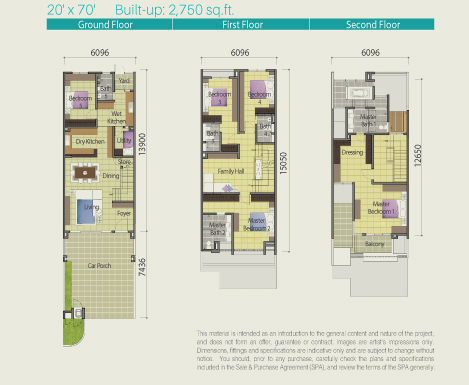 20' x 70' Built-up: 2,750 sq.ft.
Ground Floor
First Floor
Second Floor
6096
6096
6096
Bath
Yard
Bedroom
Wet
Kitchen
Dry Kitchen
Utility
Store
Dining
Living
Foyer
Car Porch
13900
7436
Bedroom
3
Bedroom
4
Bath
3
Bath
4
Family Hall
Master
Bath 2
Master
Bedroom 2
15050
Master
Bath 1
Dressing
Master
Bedroom 1
Balcony
12650
This material is intended as an introduction to the general content and nature of the project,
and does not form an offer, guarantee or contract. Images are artist's impressions only.
Dimensions, fittings and specifications are indicative only and are subject to change without
notice. You should, prior to any purchase, carefully check the plans and specifications
included in the Sale & Purchase Agreement (SPA), and review the terms of the SPA generally.